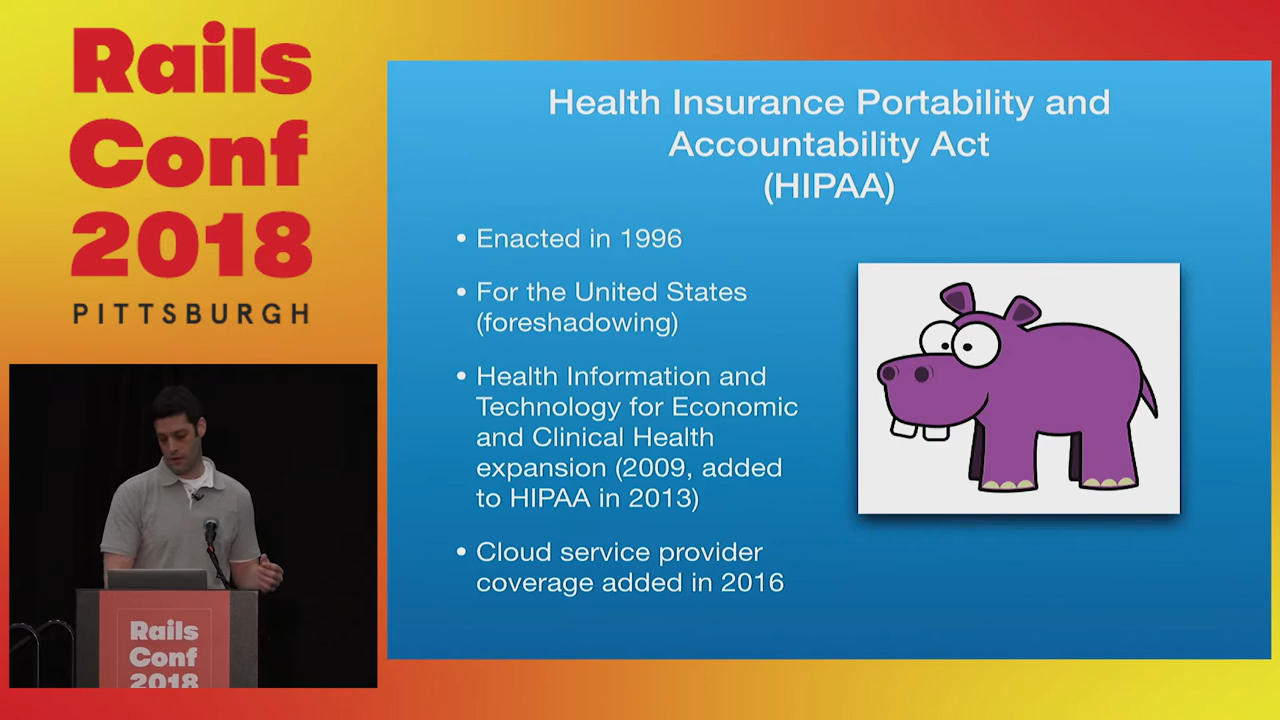 Rails
Conf
2018
PITTSBURGH
Health Insurance Portability and
Accountability Act
(HIPAA)
• Enacted in 1996
• For the United States
(foreshadowing)
• Health Information and
Technology for Economic
and Clinical Health
expansion (2009, added
to HIPAA in 2013)
• Cloud service provider
coverage added in 2016
Rails
Conf
2018